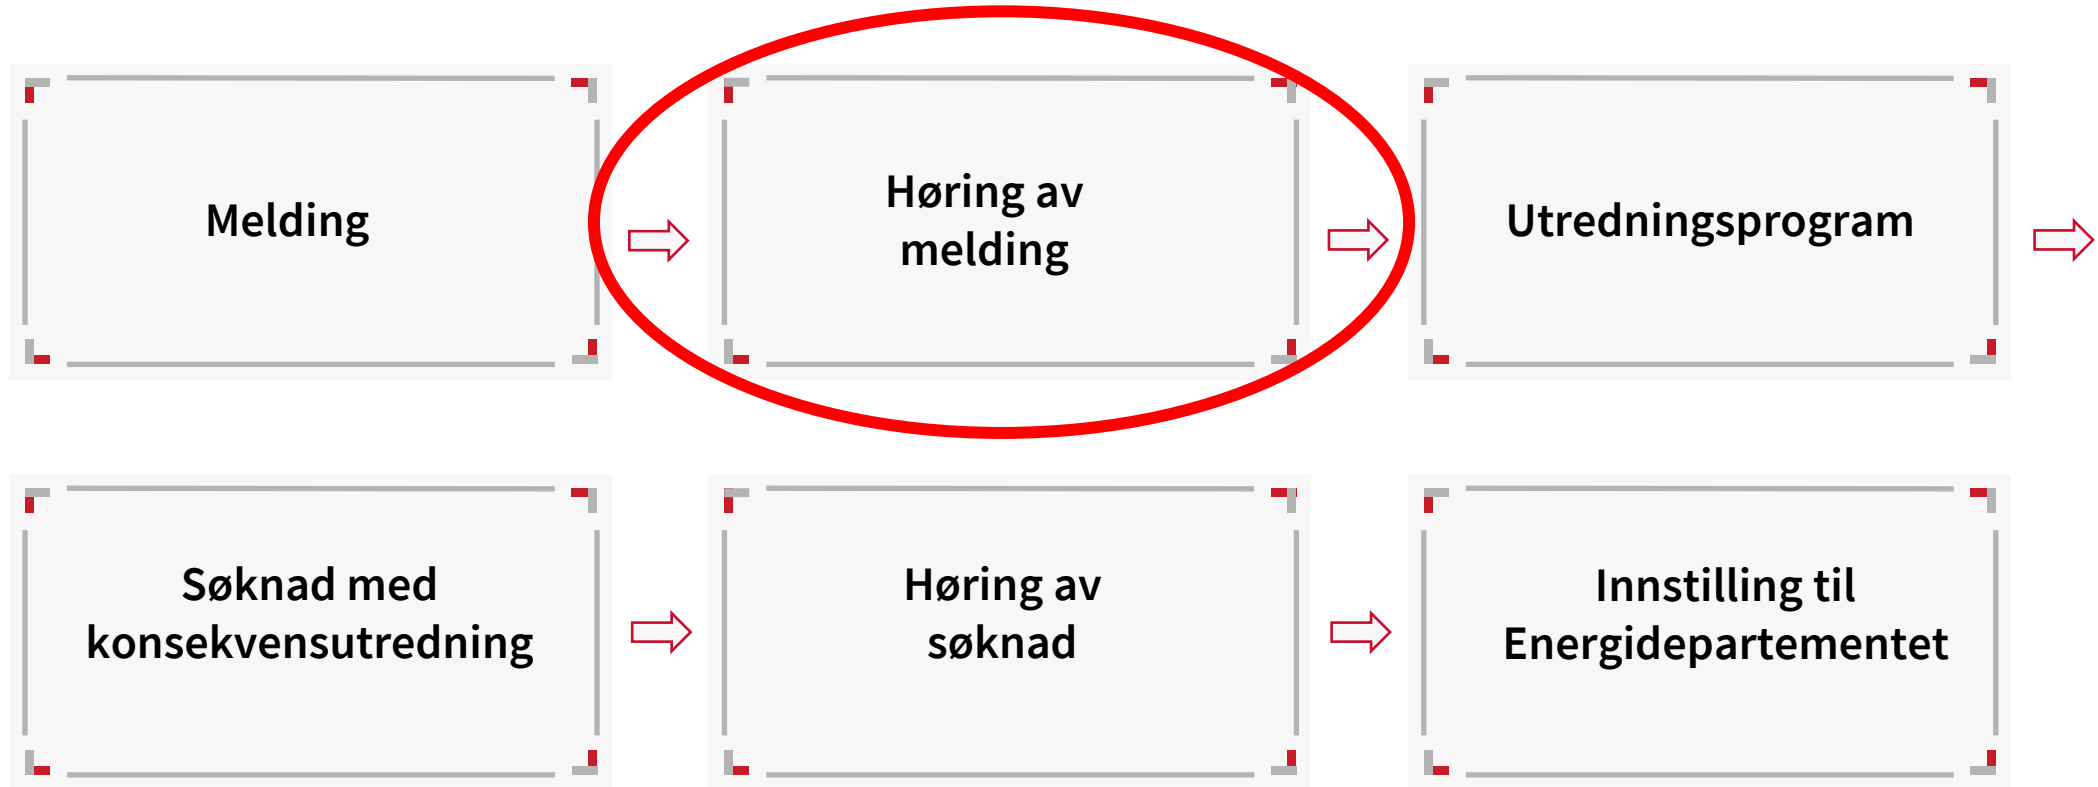 Melding
Høring av
melding
Utredningsprogram
Søknad med
konsekvensutredning
Høring av
søknad
Innstilling til
Energidepartementet